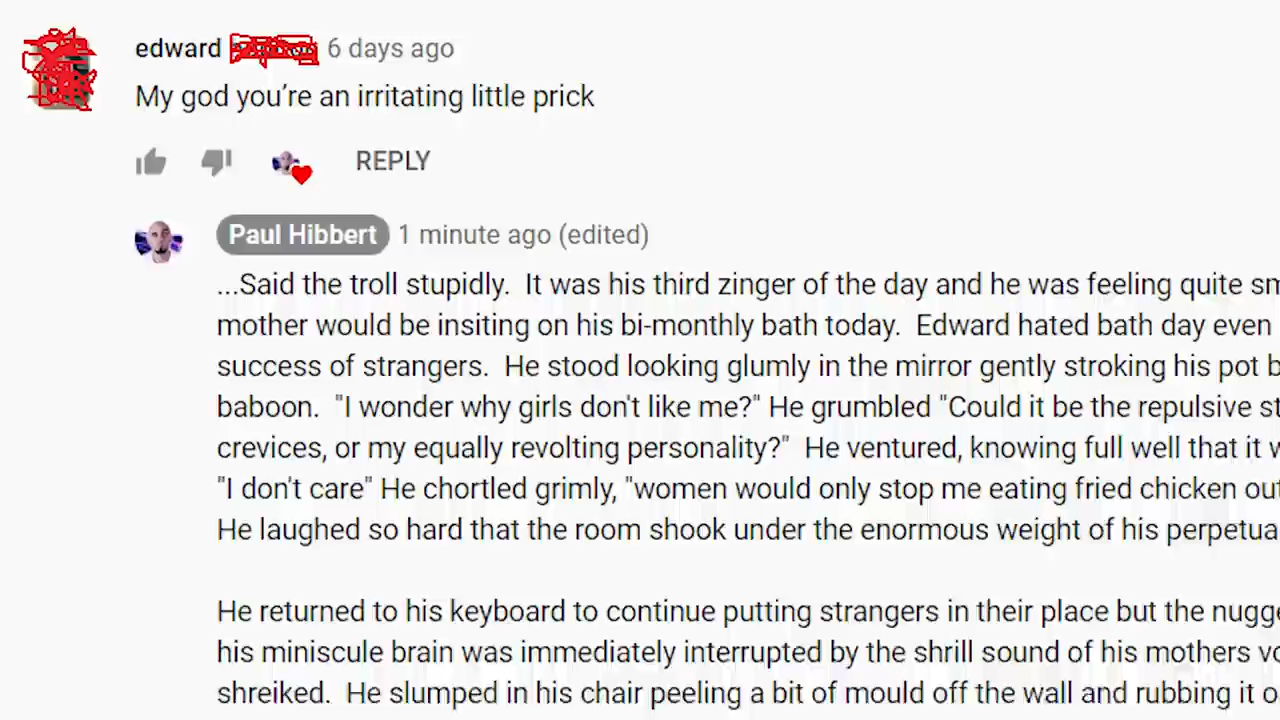 edward 6 days ago
My god you’re an irritating little prick
REPLY
Paul Hibbert 1 minute ago (edited)
...Said the troll stupidly.  It was his third zinger of the day and he was feeling quite
mother would be insiting on his bi-monthly bath today.  Edward hated bath day even
success of strangers.  He stood looking glumly in the mirror gently stroking his pot
baboon.  "I wonder why girls don't like me?" He grumbled "Could it be the repulsive
crevices, or my equally revolting personality?"  He ventured, knowing full well that it
"I don't care" He chortled grimly, "women would only stop me eating fried chicken
He laughed so hard that the room shook under the enormous weight of his
He returned to his keyboard to continue putting strangers in their place but the
his miniscule brain was immediately interrupted by the shrill sound of his mothers
shreiked.  He slumped in his chair peeling a bit of mould off the wall and rubbing it